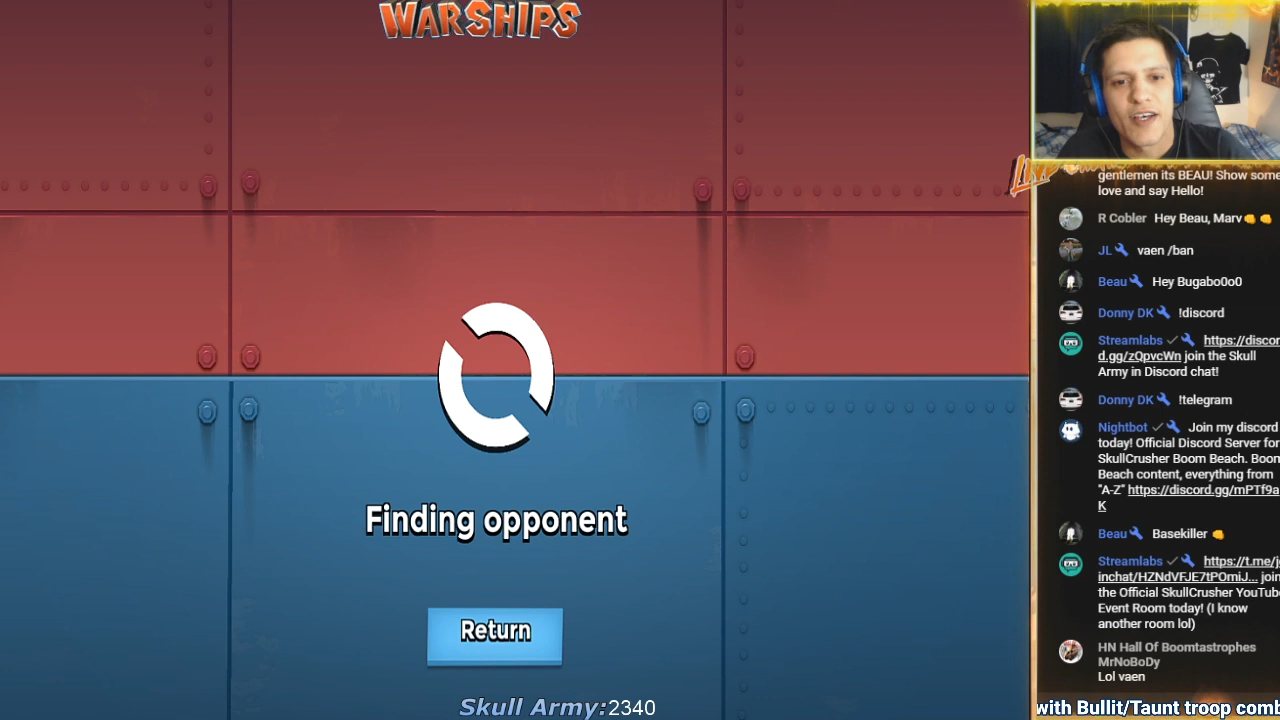 WARSHIPS
Finding opponent
Return
Skull Army:2340
LIVE
gentlemen its BEAU! Show some
love and say Hello!
R Cobler Hey Beau, Marv👊👊
JL vaen /ban
Beau Hey Bugabo0o0
Donny DK !discord
Streamlabs https://discor
d.gg/zQpvcWn join the Skull
Army in Discord chat!
Donny DK !telegram
Nightbot Join my discord
today! Official Discord Server for
SkullCrusher Boom Beach. Boom
Beach content, everything from
"A-Z" https://discord.gg/mPTf9a
K
Beau Basekiller 👊
Streamlabs https://t.me/jo
inchat/HZNdVFJE7tPOmiJ... join
the Official SkullCrusher YouTube
Event Room today! (I know
another room lol)
HN Hall Of Boomtastrophes
MrNoBoDy
Lol vaen
with Bullit/Taunt troop comb